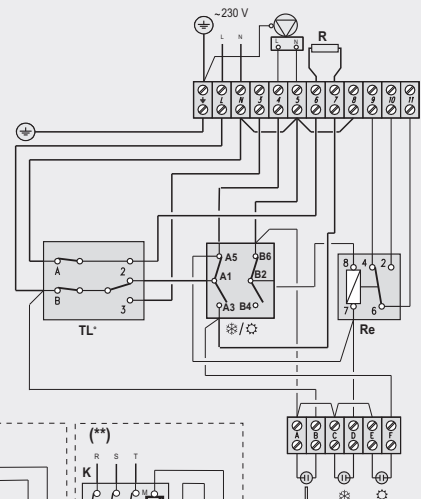 ~230 V
L N
L N
R
L N 3 4 5 6 7 8 9 10 11
A5 B6
A1 B2
A3 B4
A 2
B
3
TL*
8 4 2
7 6
Re
A B C D E F
(**)
R S T
K
M